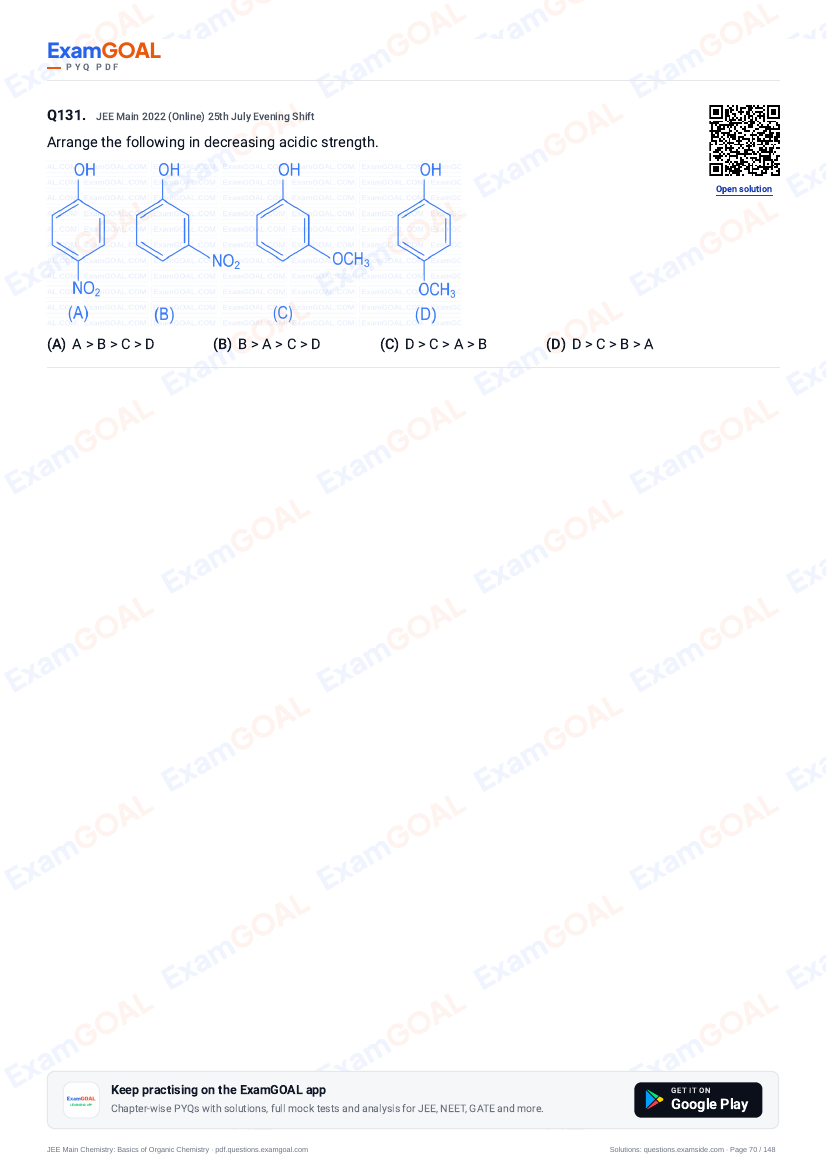 ExamGOAL
PYQ PDF
Q131. JEE Main 2022 (Online) 25th July Evening Shift
Arrange the following in decreasing acidic strength.
Open solution
OH OH OH OH
NO2 OCH3
NO2 OCH3
(A) (B) (C) (D)
(A) A > B > C > D (B) B > A > C > D (C) D > C > A > B (D) D > C > B > A
Keep practising on the ExamGOAL app
Chapter-wise PYQs with solutions, full mock tests and analysis for JEE, NEET, GATE and more.
GET IT ON
Google Play
JEE Main Chemistry: Basics of Organic Chemistry · pdf.questions.examgoal.com
Solutions: questions.examside.com · Page 70 / 148